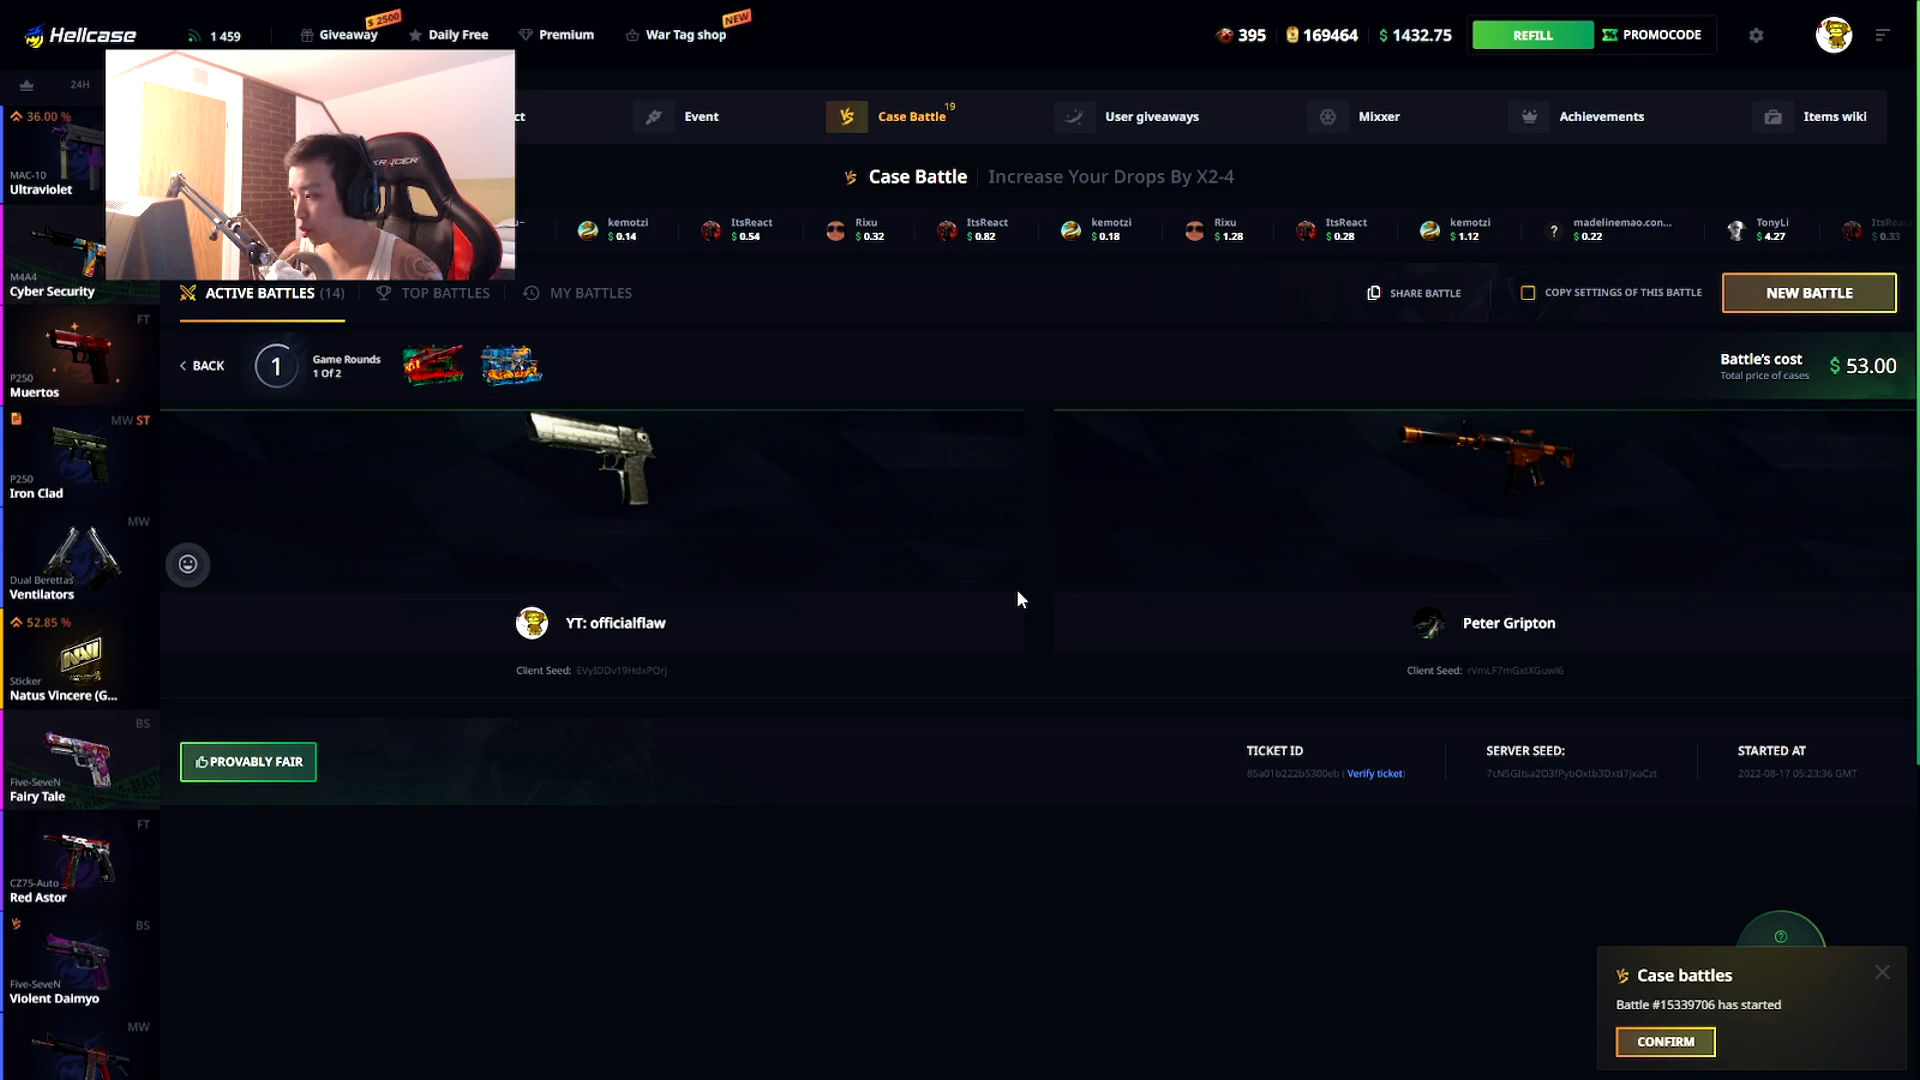 Hellcase
1 459
Giveaway
$ 2500
Daily Free
Premium
War Tag shop
NEW
395
169464
$ 1432.75
REFILL
PROMOCODE
24H
ct
Event
Case Battle
19
User giveaways
Mixxer
Achievements
Items wiki
Case Battle
Increase Your Drops By X2-4
kemotzi
$ 0.14
ItsReact
$ 0.54
Rixu
$ 0.32
ItsReact
$ 0.82
kemotzi
$ 0.18
Rixu
$ 1.28
ItsReact
$ 0.28
kemotzi
$ 1.12
madelinemao.con...
$ 0.22
TonyLi
$ 4.27
ItsReac
$ 0.33
ACTIVE BATTLES (14)
TOP BATTLES
MY BATTLES
SHARE BATTLE
COPY SETTINGS OF THIS BATTLE
NEW BATTLE
BACK
1
Game Rounds
1 Of 2
Battle's cost
Total price of cases
$ 53.00
YT: officialflaw
Client Seed: EVyIDDv19HdxPOrj
Peter Gripton
Client Seed: rVmLF7mGxtXGuwl6
PROVABLY FAIR
TICKET ID
85a01b222b5300eb ( Verify ticket)
SERVER SEED:
STARTED AT
2022-08-17 05:23:36 GMT
Case battles
Battle #15339706 has started
CONFIRM
36.00 %
MAC-10
Ultraviolet
M4A4
Cyber Security
FT
P250
Muertos
MW ST
P250
Iron Clad
MW
Dual Berettas
Ventilators
52.85 %
NAVI
Sticker
Natus Vincere (G...
BS
Five-SeveN
Fairy Tale
FT
CZ75-Auto
Red Astor
BS
Five-SeveN
Violent Daimyo
MW